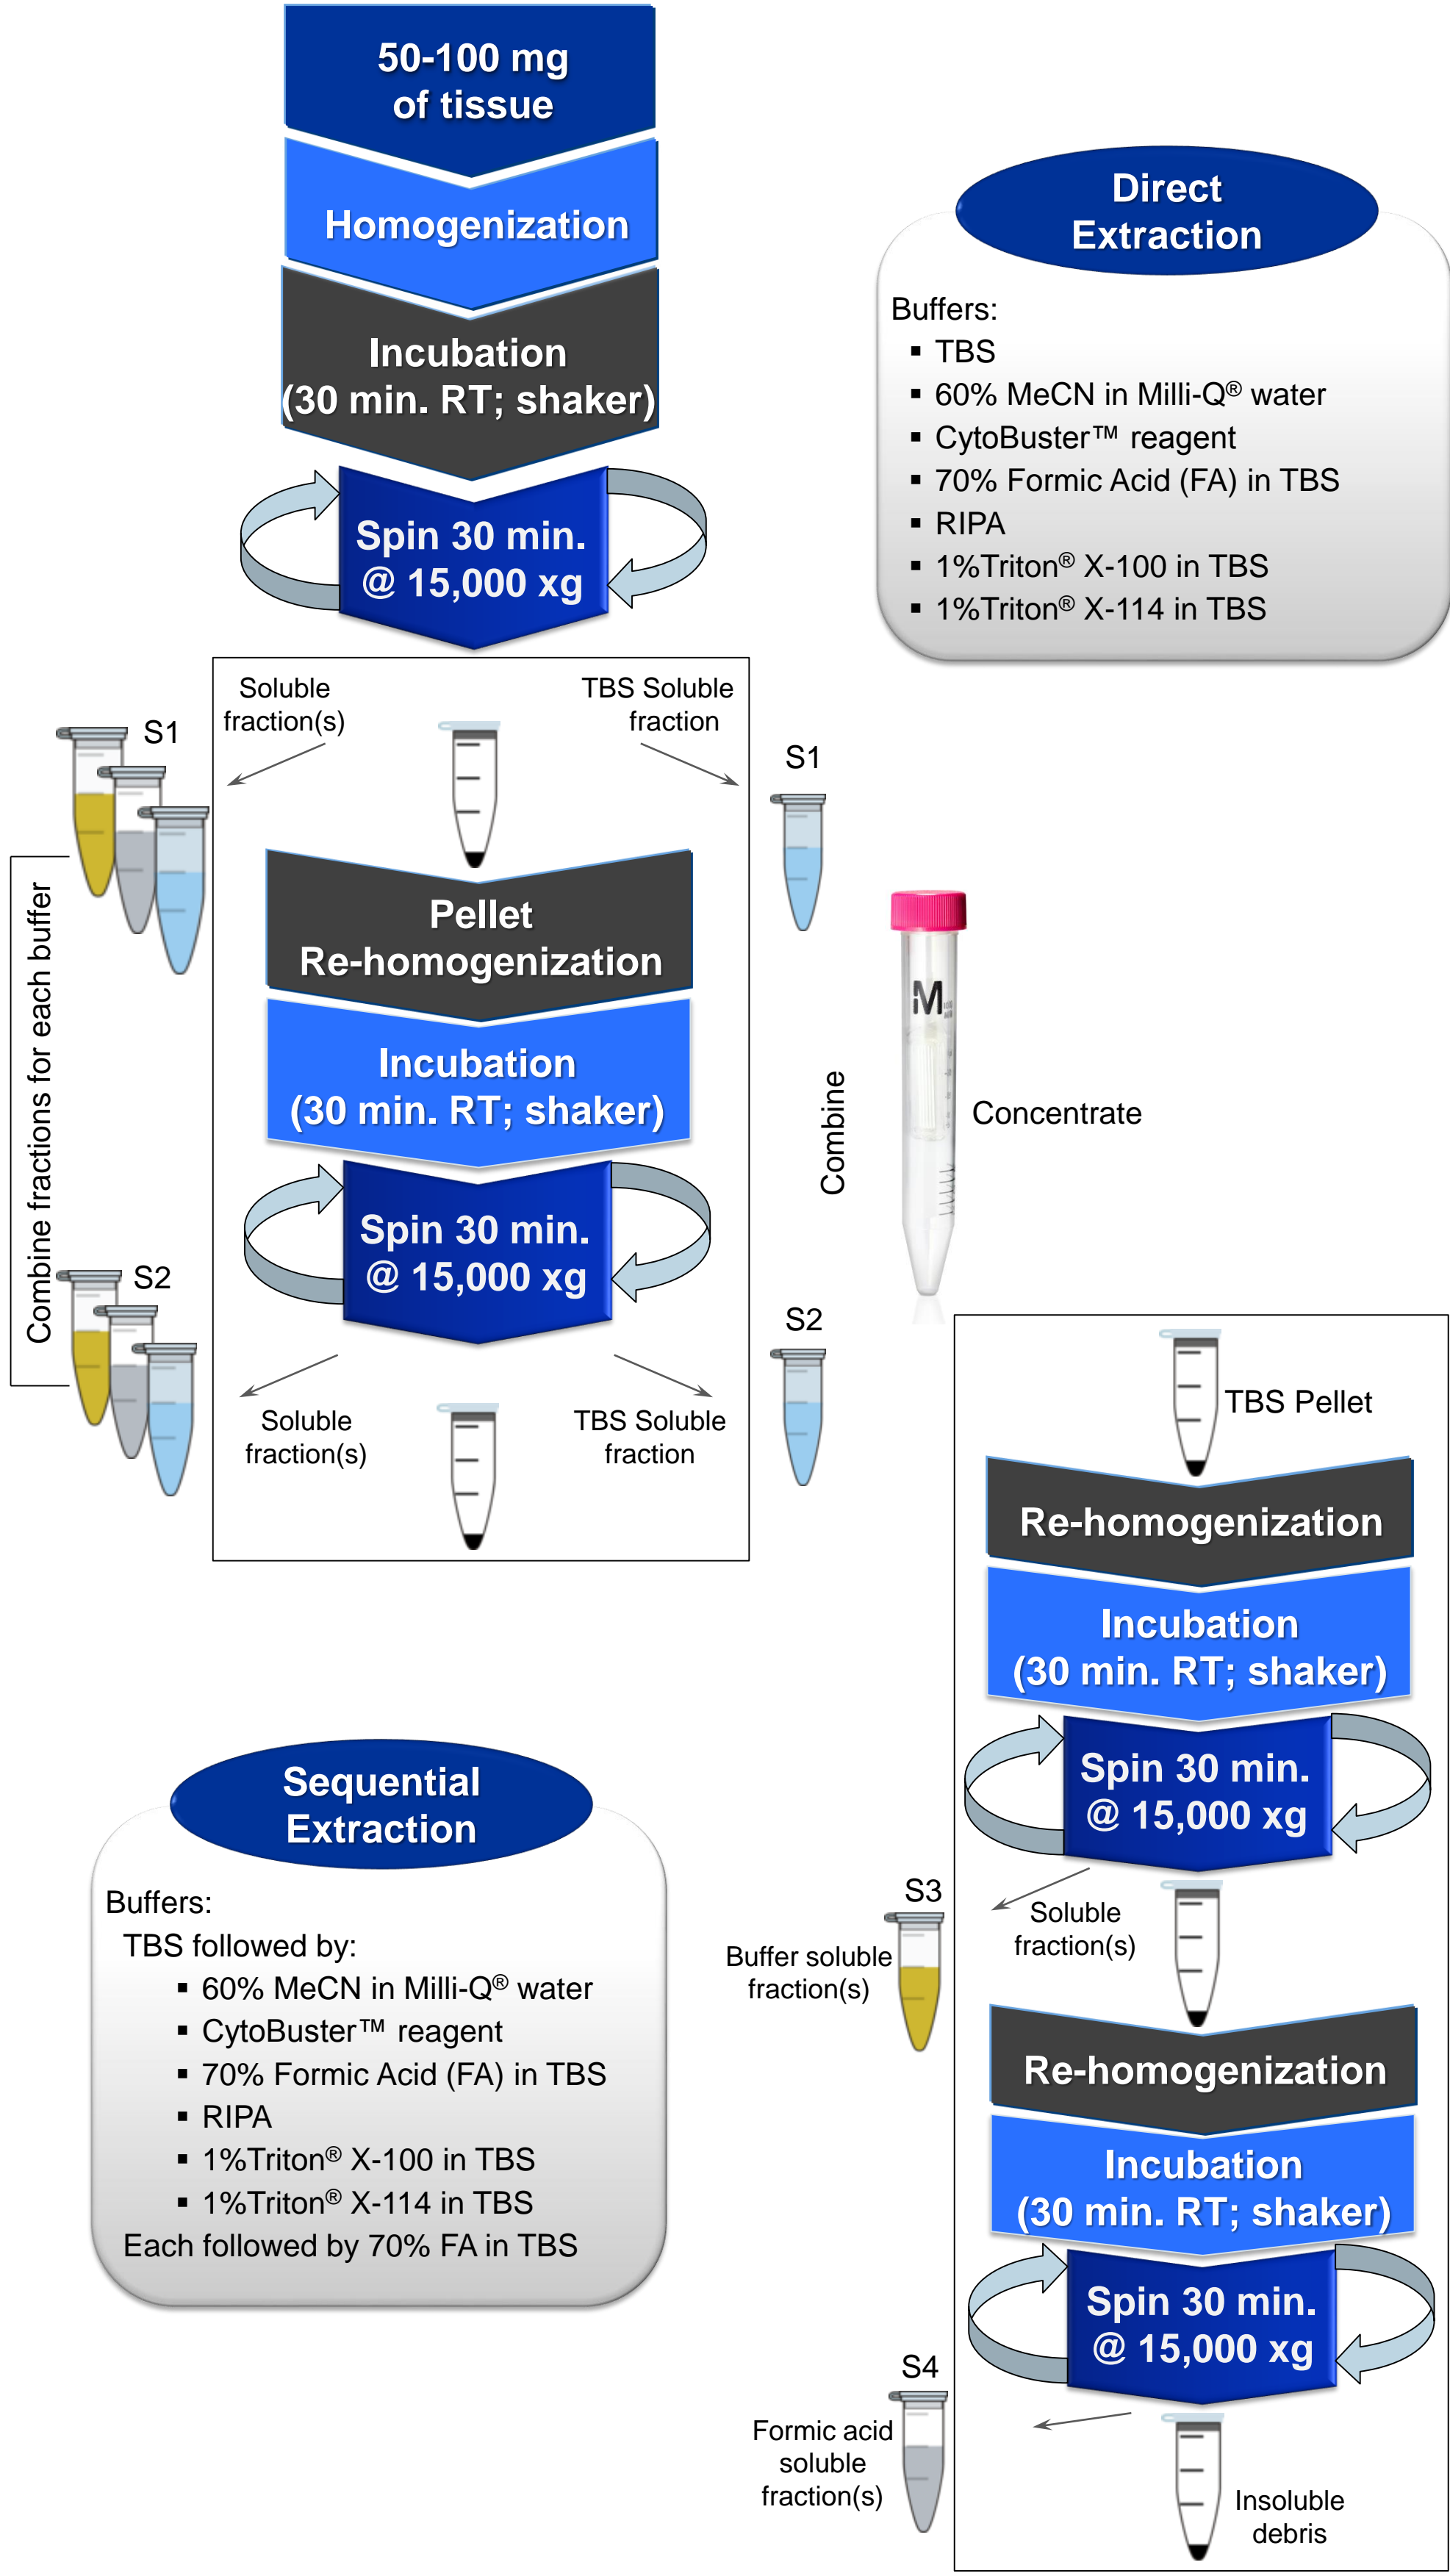 50-100 mg
of tissue
Homogenization
Incubation
(30 min. RT; shaker)
Spin 30 min.
@ 15,000 xg
Direct
Extraction
Buffers:
▪ TBS
▪ 60% MeCN in Milli-Q® water
▪ CytoBuster™ reagent
▪ 70% Formic Acid (FA) in TBS
▪ RIPA
▪ 1%Triton® X-100 in TBS
▪ 1%Triton® X-114 in TBS
Soluble
fraction(s)
TBS Soluble
fraction
S1
S1
Combine fractions for each buffer
Pellet
Re-homogenization
Incubation
(30 min. RT; shaker)
Spin 30 min.
@ 15,000 xg
Combine
M
Concentrate
S2
S2
Soluble
fraction(s)
TBS Soluble
fraction
TBS Pellet
Re-homogenization
Incubation
(30 min. RT; shaker)
Spin 30 min.
@ 15,000 xg
S3
Buffer soluble
fraction(s)
Soluble
fraction(s)
Re-homogenization
Incubation
(30 min. RT; shaker)
Spin 30 min.
@ 15,000 xg
S4
Formic acid
soluble
fraction(s)
Insoluble
debris
Sequential
Extraction
Buffers:
TBS followed by:
▪ 60% MeCN in Milli-Q® water
▪ CytoBuster™ reagent
▪ 70% Formic Acid (FA) in TBS
▪ RIPA
▪ 1%Triton® X-100 in TBS
▪ 1%Triton® X-114 in TBS
Each followed by 70% FA in TBS